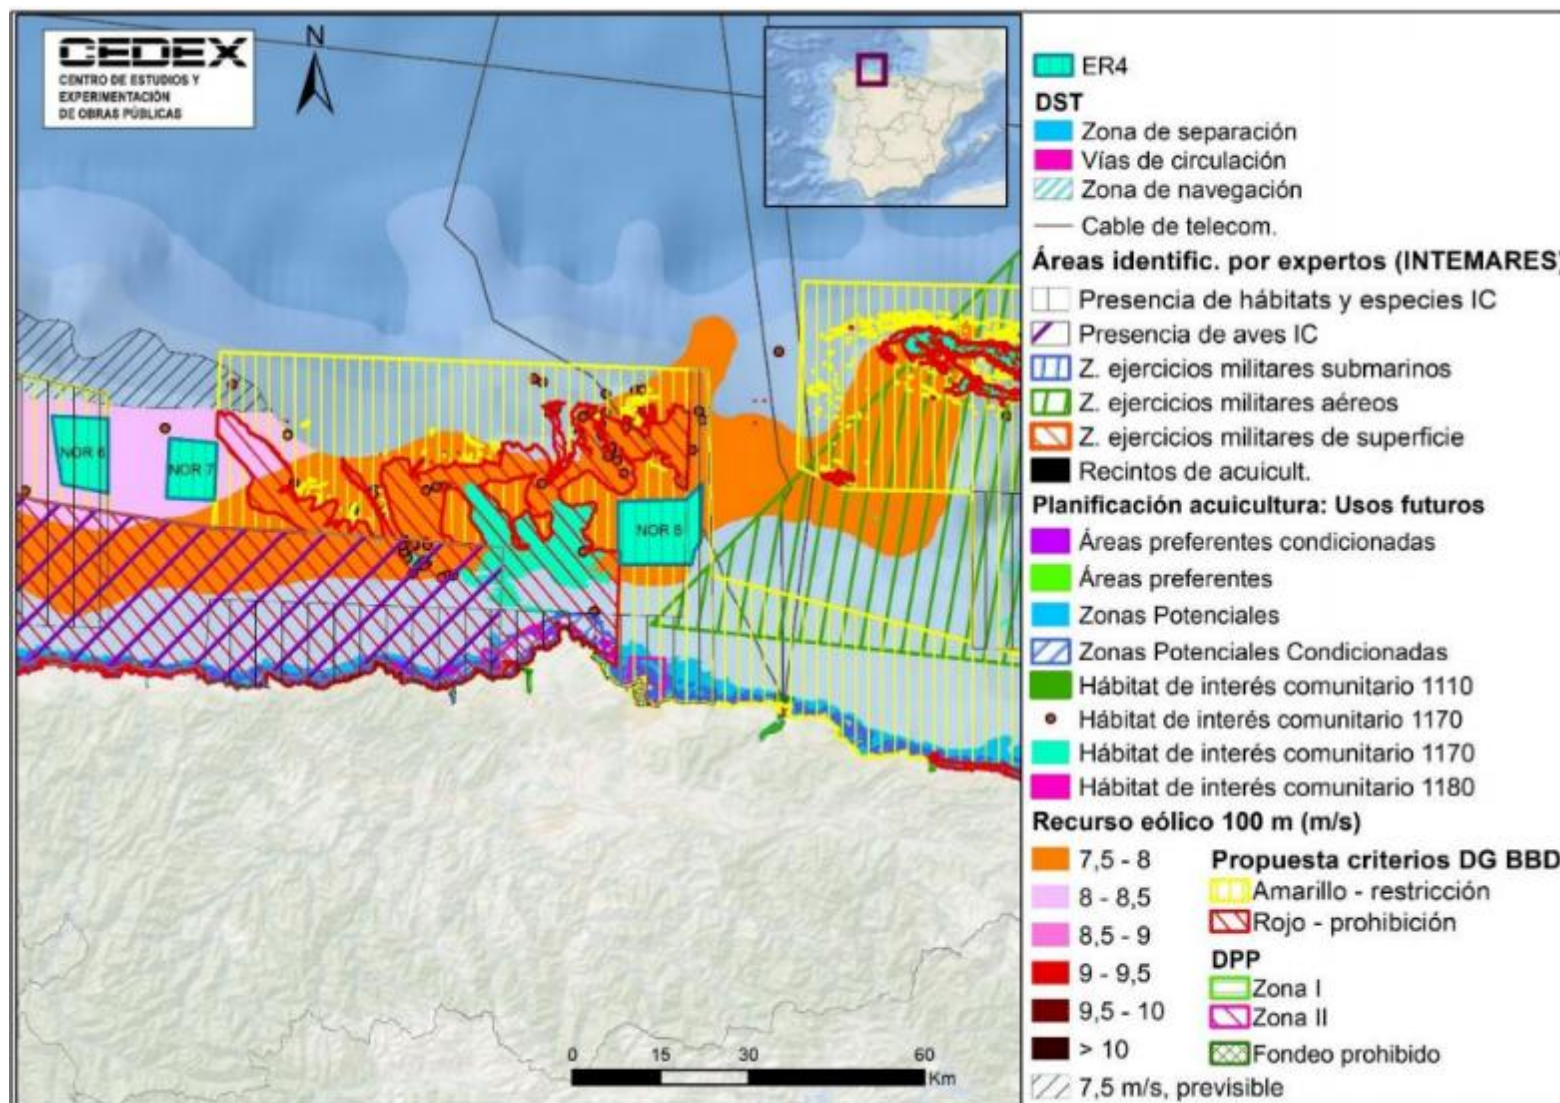 CEDEX
CENTRO DE ESTUDIOS Y
EXPERIMENTACIÓN
DE OBRAS PÚBLICAS
N
NOR 6
NOR 7
NOR 8
0 15 30 60
Km
ER4
DST
Zona de separación
Vías de circulación
Zona de navegación
Cable de telecom.
Áreas identific. por expertos (INTEMARES)
Presencia de hábitats y especies IC
Presencia de aves IC
Z. ejercicios militares submarinos
Z. ejercicios militares aéreos
Z. ejercicios militares de superficie
Recintos de acuicult.
Planificación acuicultura: Usos futuros
Áreas preferentes condicionadas
Áreas preferentes
Zonas Potenciales
Zonas Potenciales Condicionadas
Hábitat de interés comunitario 1110
Hábitat de interés comunitario 1170
Hábitat de interés comunitario 1170
Hábitat de interés comunitario 1180
Recurso eólico 100 m (m/s)
7,5 - 8
8 - 8,5
8,5 - 9
9 - 9,5
9,5 - 10
> 10
7,5 m/s, previsible
Propuesta criterios DG BBD
Amarillo - restricción
Rojo - prohibición
DPP
Zona I
Zona II
Fondeo prohibido